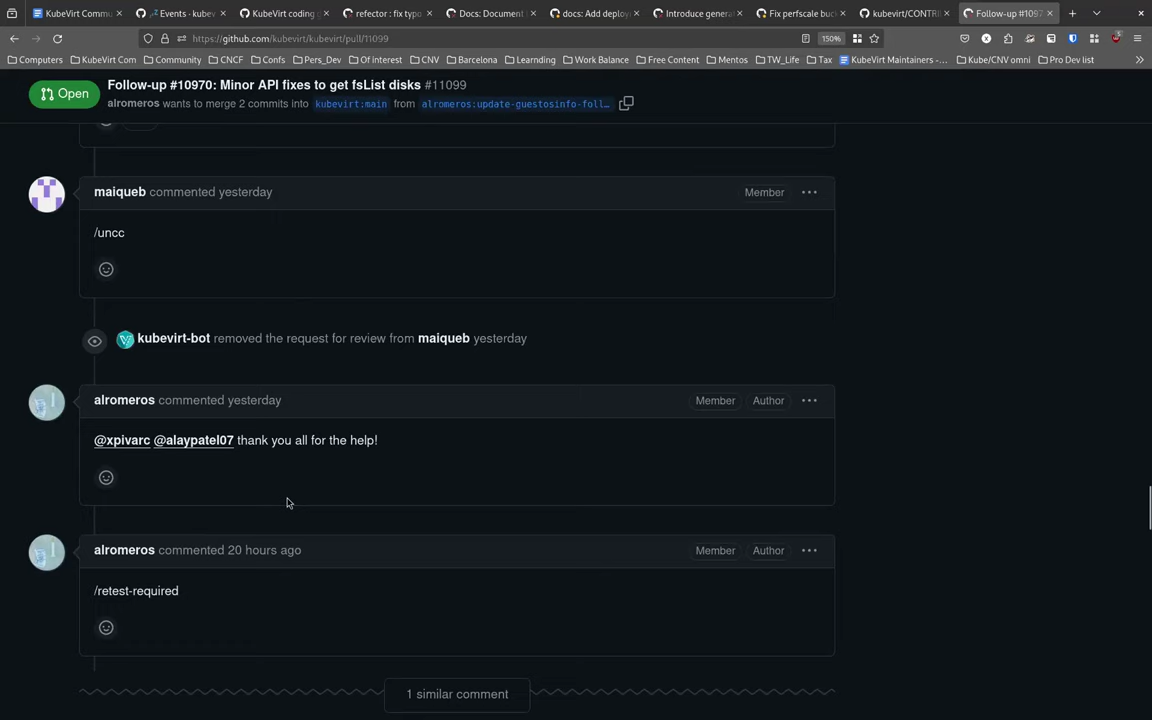 KubeVirt Commu
Events · kubev
KubeVirt coding g
refector : fix typo
Docs: Document
docs: Add deploy
Introduce genera
Fix perfscale buc
kubevirt/CONTRI
Follow-up #1097
https://github.com/kubevirt/kubevirt/pull/11099
150%
Computers
KubeVirt Com
Community
CNCF
Confs
Pers_Dev
Of interest
CNV
Barcelona
Learnding
Work Balance
Free Content
Mentos
TW_Life
Tax
KubeVirt Maintainers -...
Kube/CNV omni
Pro Dev list
Open
Follow-up #10970: Minor API fixes to get fsList disks #11099
alromeros wants to merge 2 commits into kubevirt:main from alromeros:update-guestosinfo-foll…
maiqueb commented yesterday
Member
/uncc
kubevirt-bot removed the request for review from maiqueb yesterday
alromeros commented yesterday
Member Author
@xpivarc @alaypatel07 thank you all for the help!
alromeros commented 20 hours ago
Member Author
/retest-required
1 similar comment